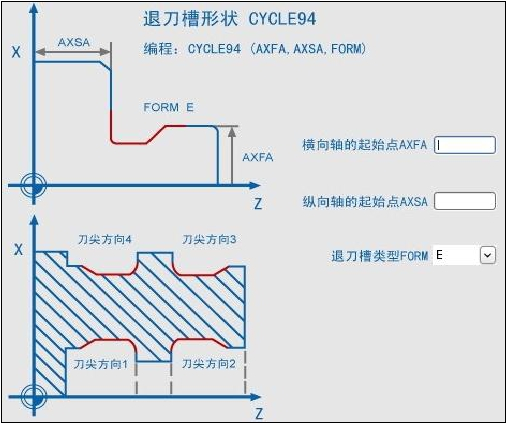 退刀槽形状 CYCLE94
编程: CYCLE94 (AXFA,AXSA,FORM)
X
AXSA
FORM E
AXFA
Z
横向轴的起始点AXFA
纵向轴的起始点AXSA
退刀槽类型FORM E
X
刀尖方向4 刀尖方向3
刀尖方向1 刀尖方向2
Z